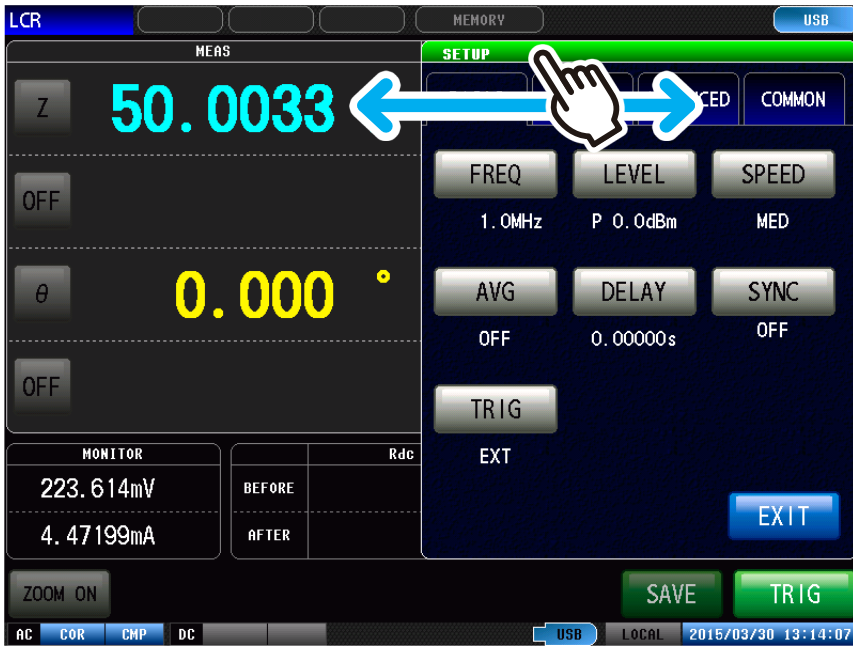 LCR MEMORY USB
MEAS
SETUP
CED COMMON
Z 50.0033
FREQ LEVEL SPEED
1.0MHz P 0.0dBm MED
OFF
θ 0.000 °
AVG DELAY SYNC
OFF 0.00000s OFF
OFF
TRIG
EXT
MONITOR Rdc
223.614mV BEFORE
4.47199mA AFTER
EXIT
ZOOM ON SAVE TRIG
AC COR CMP DC USB LOCAL 2015/03/30 13:14:07